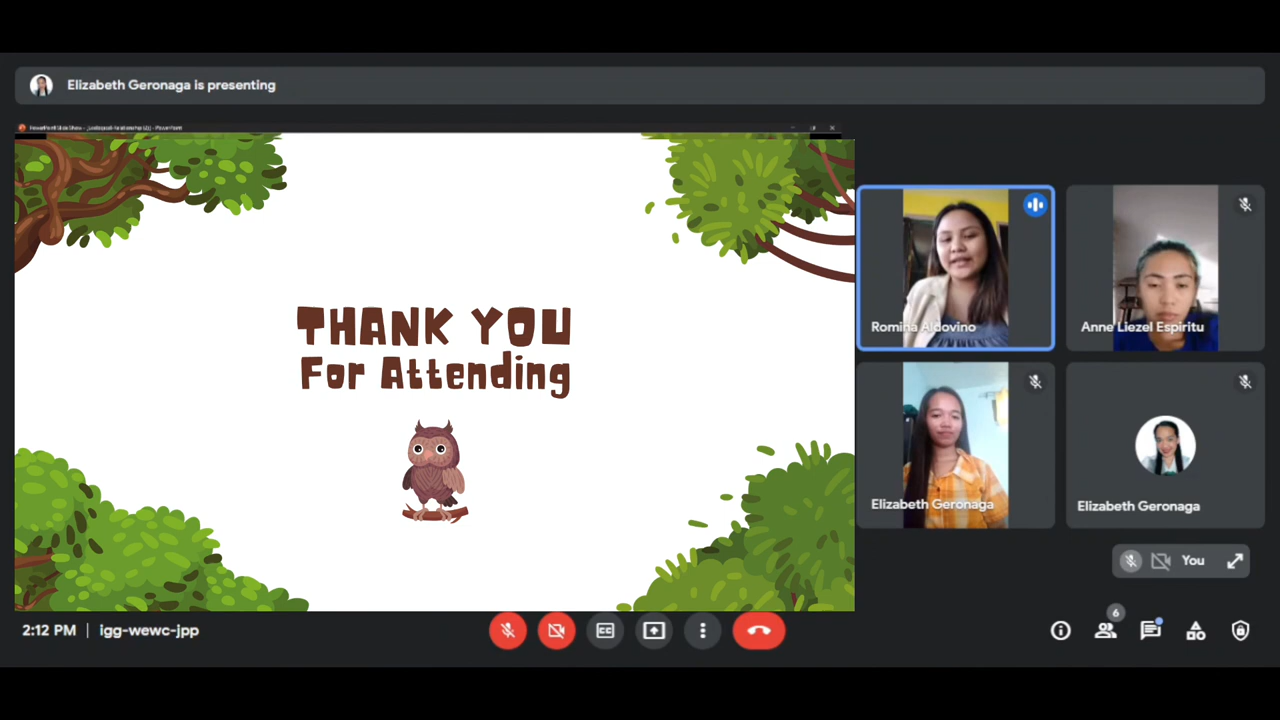 Elizabeth Geronaga is presenting
THANK YOU
For Attending
Romina Aldovino
Anne Liezel Espiritu
Elizabeth Geronaga
Elizabeth Geronaga
You
2:12 PM | igg-wewc-jpp
CC
6